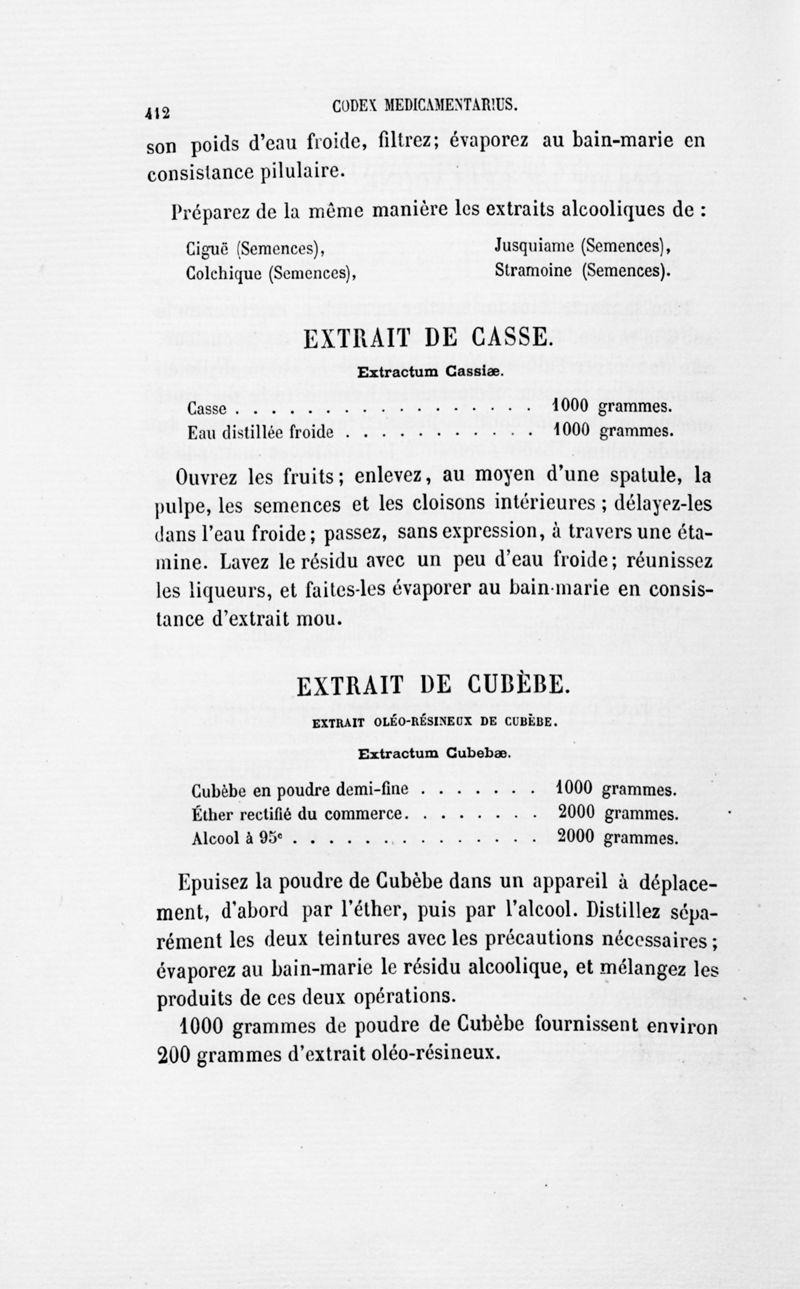 412
CODEX MEDICAMENTARIUS.
son poids d'eau froide, filtrez; évaporez au bain-marie en
consistance pilulaire.
Préparez de la même manière les extraits alcooliques de :
Ciguë (Semences),
Jusquiame (Semences),
Colchique (Semences),
Stramoine (Semences).
EXTRAIT DE CASSE.
Extractum Cassiæ.
Casse . . . . . . . . . . . . . . . . . 1000 grammes.
Eau distillée froide . . . . . . . . . . . 1000 grammes.
Ouvrez les fruits; enlevez, au moyen d'une spatule, la
pulpe, les semences et les cloisons intérieures; délayez-les
dans l'eau froide; passez, sans expression, à travers une éta-
mine. Lavez le résidu avec un peu d'eau froide; réunissez
les liqueurs, et faites-les évaporer au bain-marie en consis-
tance d'extrait mou.
EXTRAIT DE CUBÈBE.
EXTRAIT OLÉO-RÉSINEUX DE CUBÈBE.
Extractum Cubebæ.
Cubèbe en poudre demi-fine . . . . . . . 1000 grammes.
Éther rectifié du commerce. . . . . . . . 2000 grammes.
Alcool à 95ᵉ . . . . . . . . . . . . . . 2000 grammes.
Epuisez la poudre de Cubèbe dans un appareil à déplace-
ment, d'abord par l'éther, puis par l'alcool. Distillez sépa-
rément les deux teintures avec les précautions nécessaires;
évaporez au bain-marie le résidu alcoolique, et mélangez les
produits de ces deux opérations.
1000 grammes de poudre de Cubèbe fournissent environ
200 grammes d'extrait oléo-résineux.